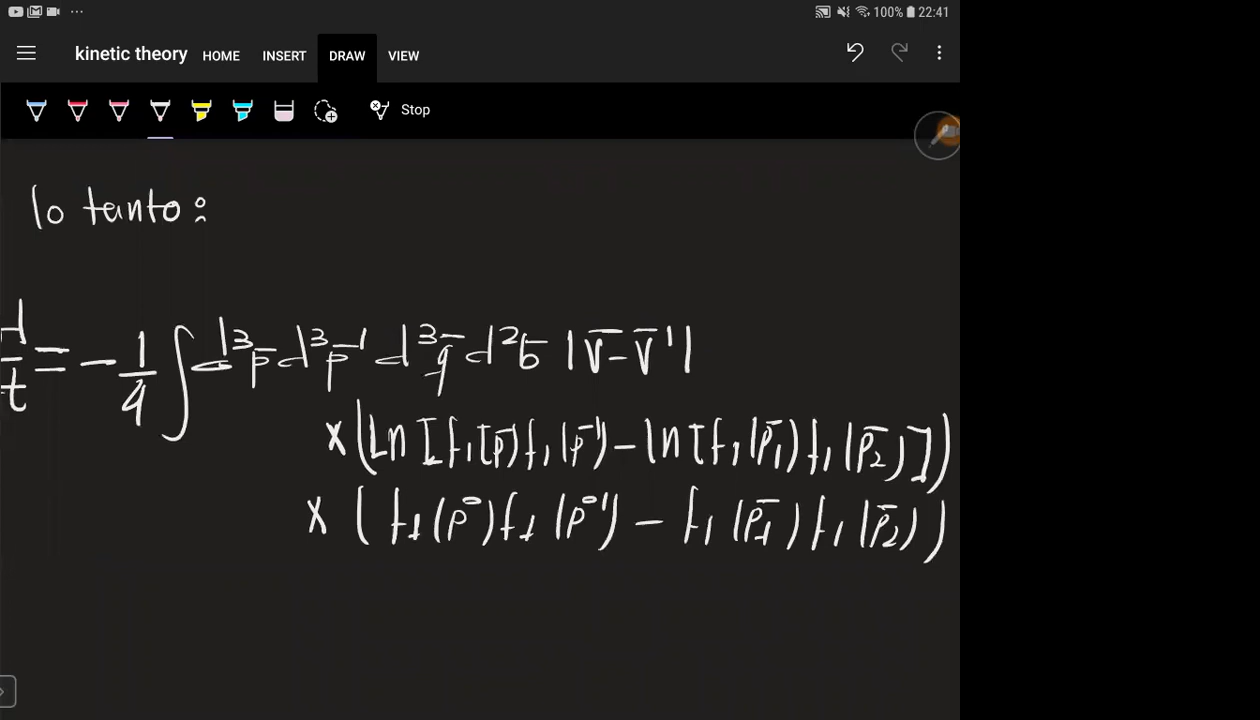 100% 22:41
kinetic theory HOME INSERT DRAW VIEW
Stop
lo tanto:
d/t = - 1/4 ∫ d³p̄ d³p̄' d³q̄ d²b̄ |v̄ - v̄'|
x (Ln [f₁[p̄) f₁(p̄') - ln [f₁(p̄₁) f₁(p̄₂)])
x ( f₁(p̄) f₁(p̄') - f₁(p̄₁) f₁(p̄₂))